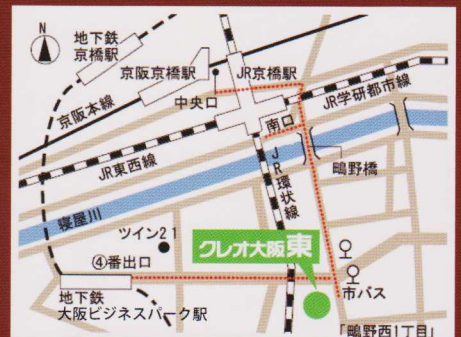 N
地下鉄
京橋駅
京阪京橋駅
JR京橋駅
京阪本線
中央口
JR学研都市線
南口
JR東西線
JR環状線
鴫野橋
寝屋川
ツイン21
クレオ大阪東
④番出口
市バス
地下鉄
大阪ビジネスパーク駅
「鴫野西1丁目」